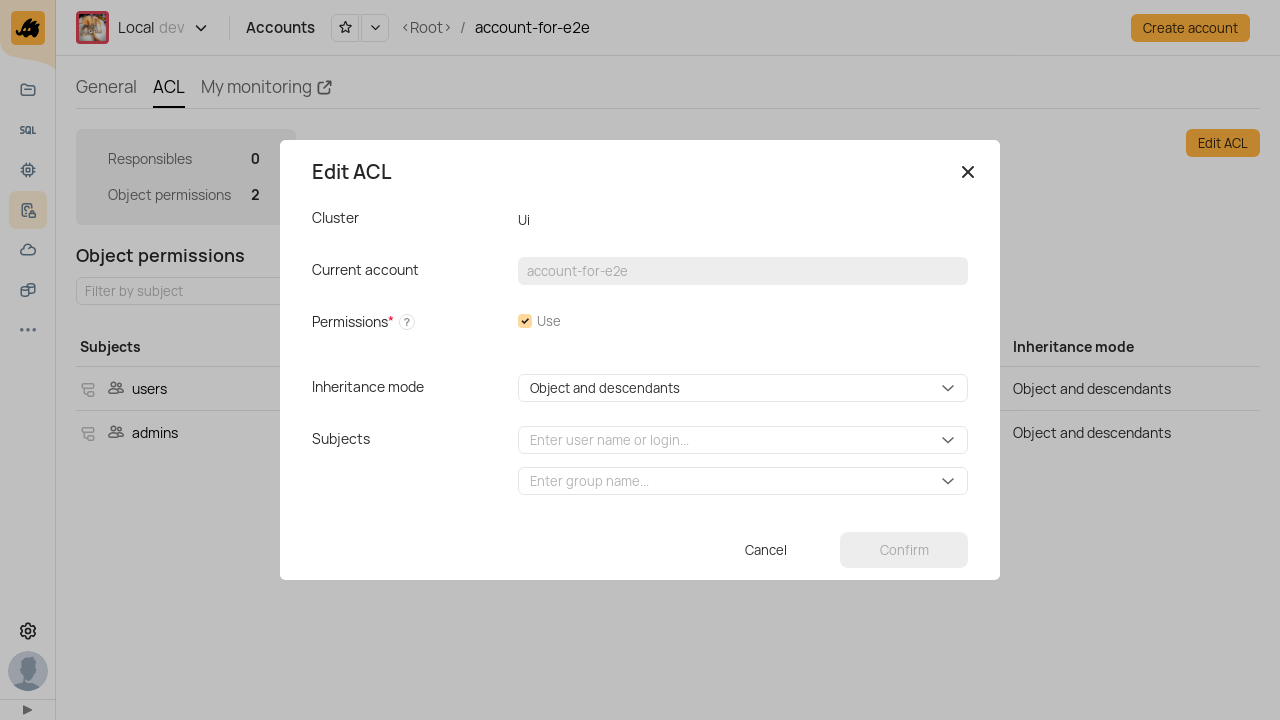 Local dev
Accounts
<Root> / account-for-e2e
Create account
General
ACL
My monitoring
SQL
Responsibles 0
Object permissions 2
Edit ACL
Object permissions
Filter by subject
Subjects
Inheritance mode
users
Object and descendants
admins
Object and descendants
Edit ACL
Cluster
Ui
Current account
account-for-e2e
Permissions* ?
Use
Inheritance mode
Object and descendants
Subjects
Enter user name or login...
Enter group name...
Cancel
Confirm